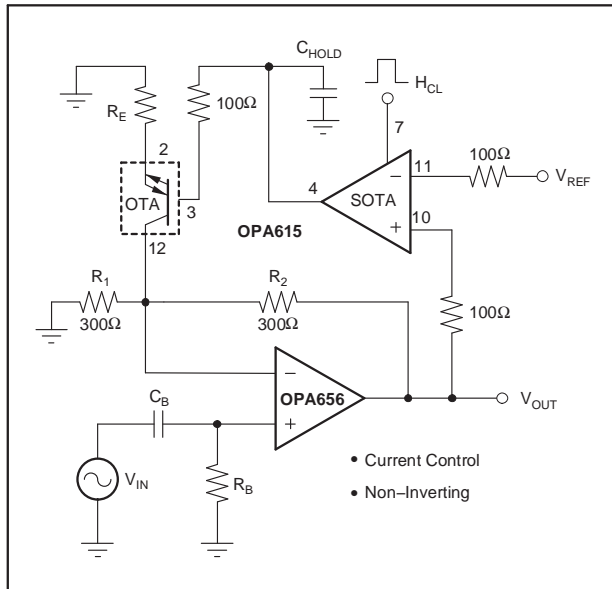 C_HOLD
H_CL
100Ω
R_E
2
7
OTA
3
4
11
100Ω
V_REF
SOTA
10
OPA615
12
R_1
300Ω
R_2
300Ω
100Ω
OPA656
V_OUT
C_B
V_IN
R_B
• Current Control
• Non–Inverting